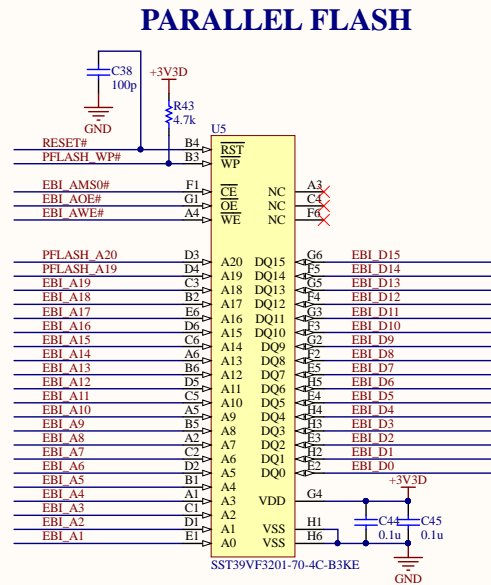 PARALLEL FLASH
C38
100p
GND
+3V3D
R43
4.7k
U5
RESET# B4 RST
PFLASH_WP# B3 WP
EBI_AMS0# F1 CE NC A3
EBI_AOE# G1 OE NC C4
EBI_AWE# A4 WE NC F6
PFLASH_A20 D3 A20 DQ15 G6 EBI_D15
PFLASH_A19 D4 A19 DQ14 F5 EBI_D14
EBI_A19 C3 A18 DQ13 G5 EBI_D13
EBI_A18 B2 A17 DQ12 F4 EBI_D12
EBI_A17 E6 A16 DQ11 G3 EBI_D11
EBI_A16 D6 A15 DQ10 F3 EBI_D10
EBI_A15 C6 A14 DQ9 G2 EBI_D9
EBI_A14 A6 A13 DQ8 F2 EBI_D8
EBI_A13 B6 A12 DQ7 E5 EBI_D7
EBI_A12 D5 A11 DQ6 H5 EBI_D6
EBI_A11 C5 A10 DQ5 E4 EBI_D5
EBI_A10 A5 A9 DQ4 H4 EBI_D4
EBI_A9 B5 A8 DQ3 H3 EBI_D3
EBI_A8 A2 A7 DQ2 E3 EBI_D2
EBI_A7 C2 A6 DQ1 H2 EBI_D1
EBI_A6 D2 A5 DQ0 E2 EBI_D0
EBI_A5 B1 A4
+3V3D
EBI_A4 A1 A3 VDD G4
EBI_A3 C1 A2
EBI_A2 D1 A1 VSS H1
EBI_A1 E1 A0 VSS H6
C44
0.1u
C45
0.1u
GND
SST39VF3201-70-4C-B3KE